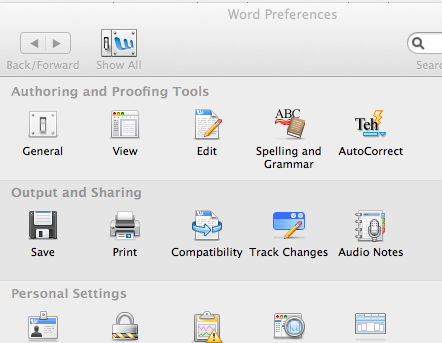 Word Preferences
Back/Forward
Show All
Sear
Authoring and Proofing Tools
ABC
Teh
General
View
Edit
Spelling and
Grammar
AutoCorrect
Output and Sharing
Save
Print
Compatibility
Track Changes
Audio Notes
Personal Settings